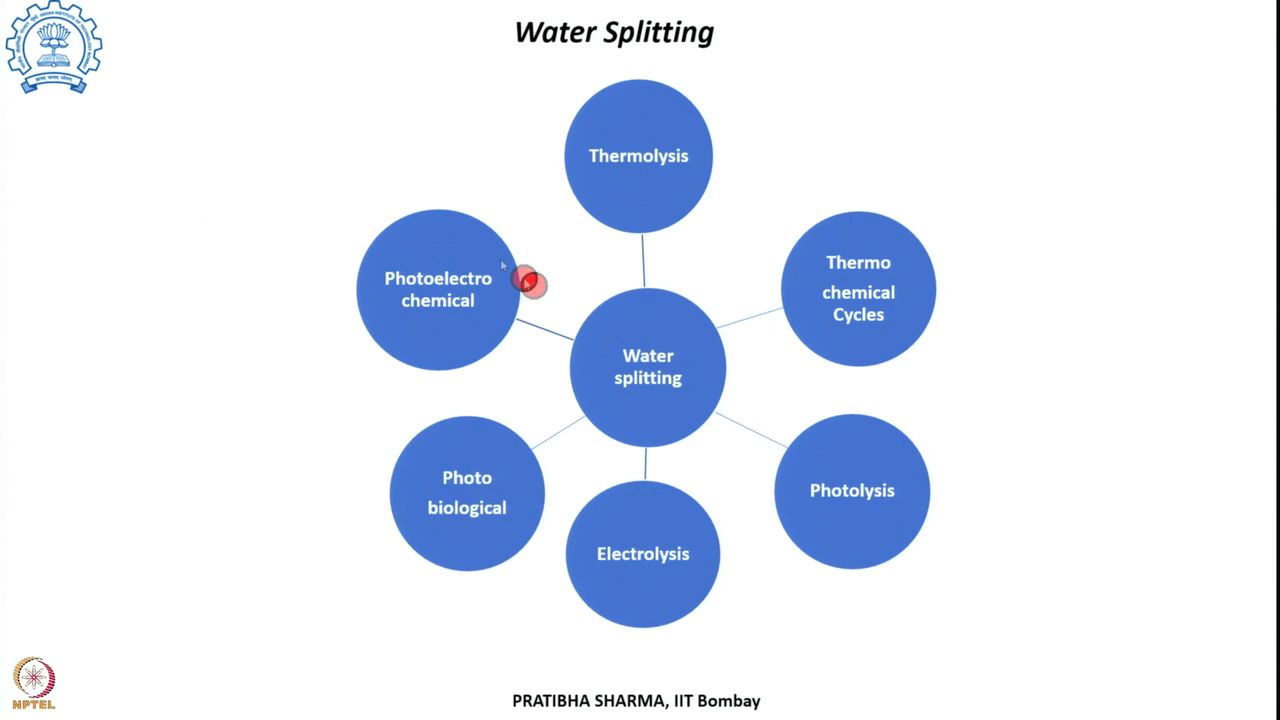 Water Splitting
Thermolysis
Thermo
chemical
Cycles
Photolysis
Electrolysis
Photo
biological
Photoelectro
chemical
Water
splitting
NPTEL
PRATIBHA SHARMA, IIT Bombay